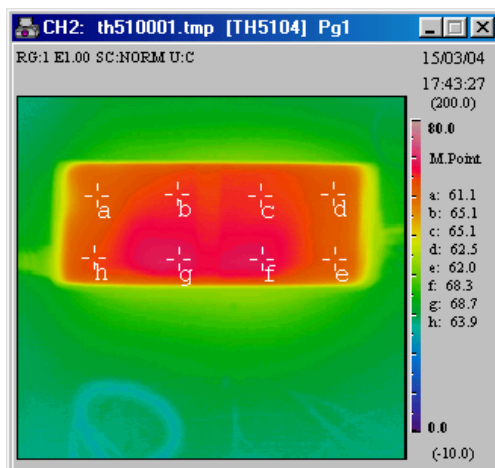 CH2: th510001.tmp [TH5104] Pg1
RG:1 E1.00 SC:NORM U:C
15/03/04
17:43:27
(200.0)
80.0
M.Point
a: 61.1
b: 65.1
c: 65.1
d: 62.5
e: 62.0
f: 68.3
g: 68.7
h: 63.9
0.0
(-10.0)
a b c d
h g f e